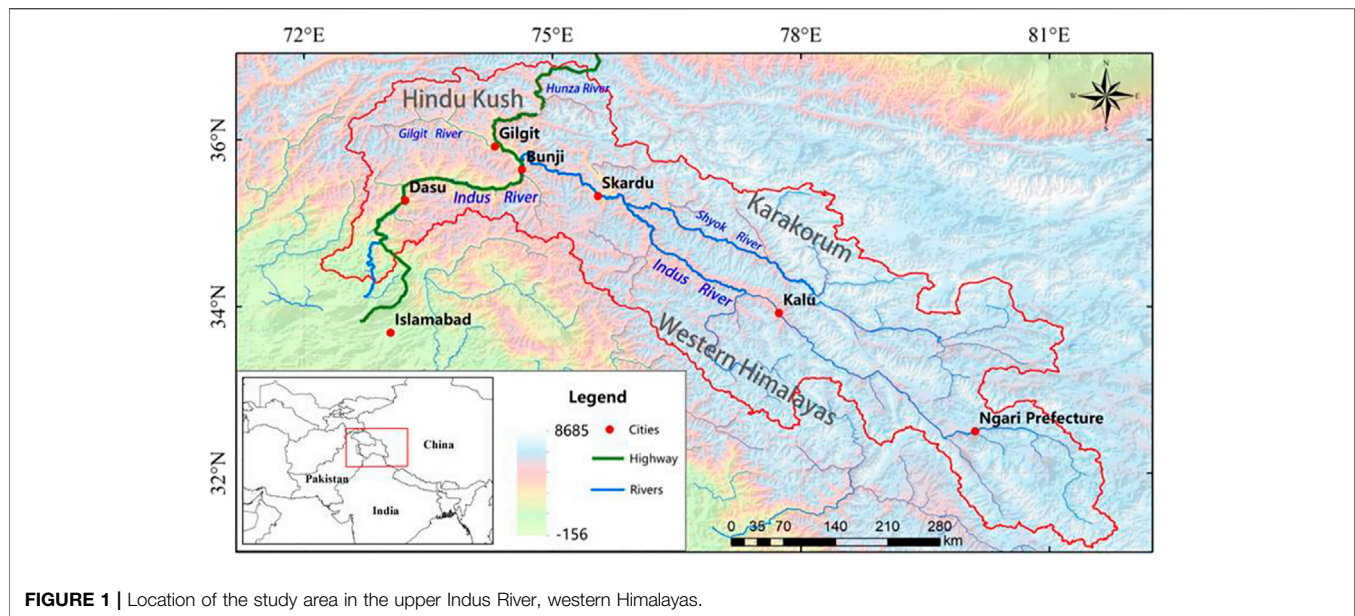 72°E 75°E 78°E 81°E
36°N
34°N
32°N
N
W E
S
Hindu Kush
Hunza River
Gilgit River
Gilgit
Bunji
Dasu
Indus River
Skardu
Shyok River
Karakorum
Indus River
Kalu
Islamabad
Western Himalayas
Ngari Prefecture
China
Pakistan
India
Legend
8685
-156
Cities
Highway
Rivers
0 35 70 140 210 280
km
FIGURE 1 | Location of the study area in the upper Indus River, western Himalayas.